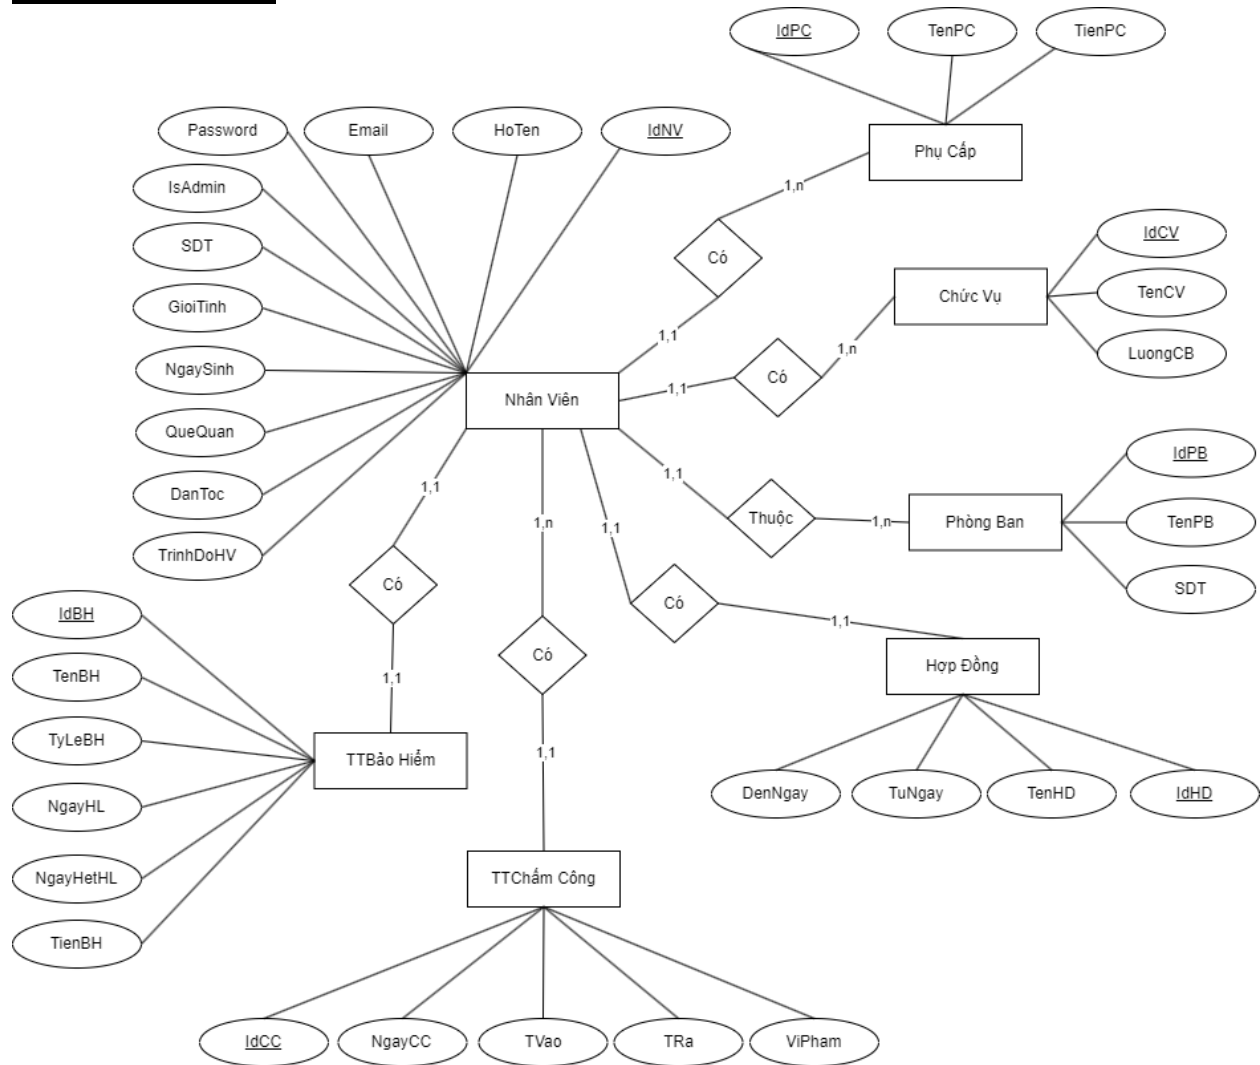 IdPC
TenPC
TienPC
Password
Email
HoTen
IdNV
Phụ Cấp
1,n
IsAdmin
IdCV
SDT
Có
TenCV
Chức Vụ
GioiTinh
1,1
1,n
LuongCB
NgaySinh
Có
1,1
Nhân Viên
QueQuan
IdPB
1,1
1,1
DanToc
Thuộc
1,n
Phòng Ban
TenPB
1,n
1,1
TrinhDoHV
Có
SDT
Có
IdBH
1,1
Có
Hợp Đồng
TenBH
1,1
TyLeBH
1,1
TTBảo Hiểm
DenNgay
TuNgay
TenHD
IdHD
NgayHL
NgayHetHL
TTChấm Công
TienBH
IdCC
NgayCC
TVao
TRa
ViPham